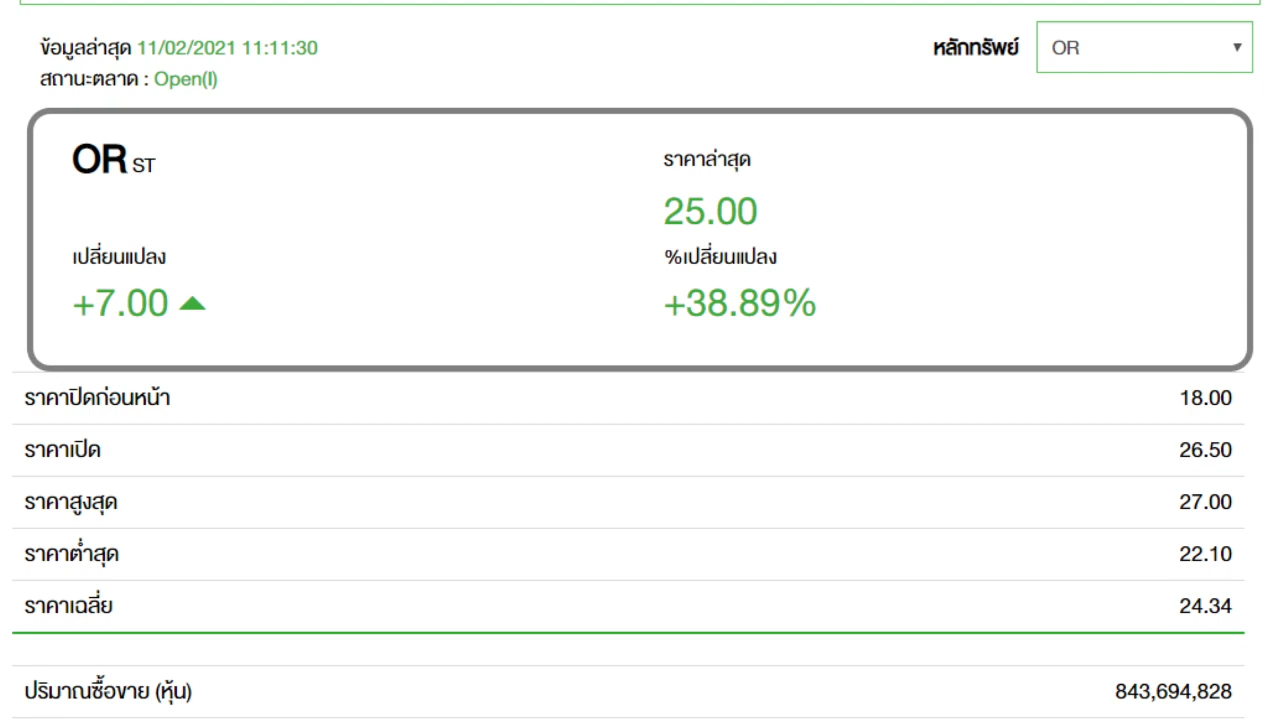 ข้อมูลล่าสุด 11/02/2021 11:11:30
หลักทรัพย์ OR
สถานะตลาด : Open(I)
OR ST
ราคาล่าสุด
25.00
เปลี่ยนแปลง
%เปลี่ยนแปลง
+7.00
+38.89%
ราคาปิดก่อนหน้า 18.00
ราคาเปิด 26.50
ราคาสูงสุด 27.00
ราคาต่ำสุด 22.10
ราคาเฉลี่ย 24.34
ปริมาณซื้อขาย (หุ้น) 843,694,828